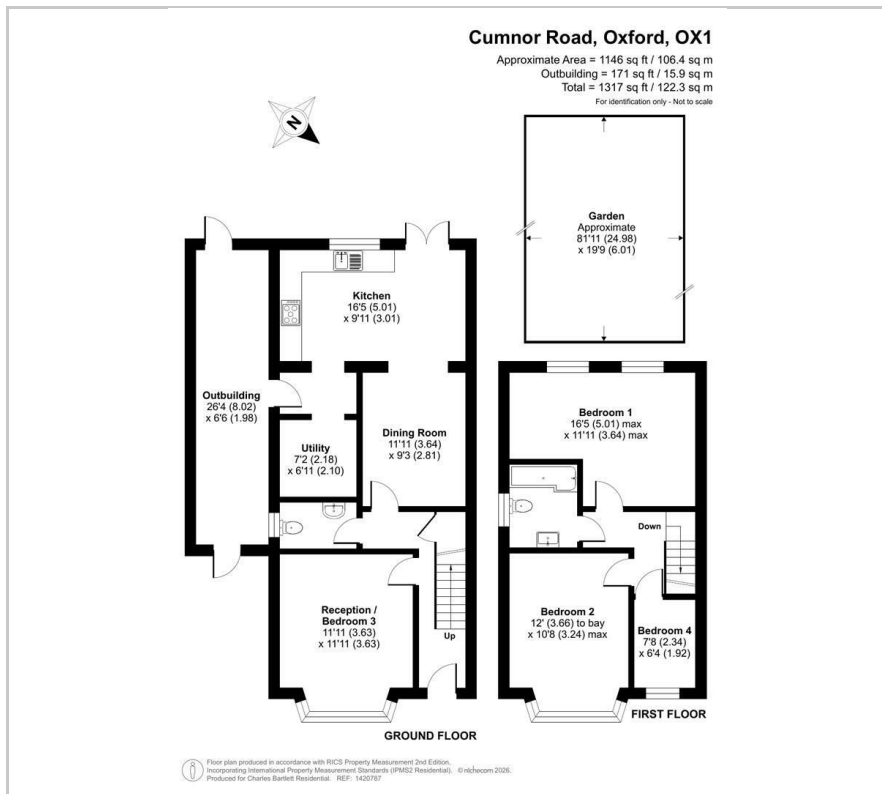 Cumnor Road, Oxford, OX1
Approximate Area = 1146 sq ft / 106.4 sq m
Outbuilding = 171 sq ft / 15.9 sq m
Total = 1317 sq ft / 122.3 sq m
For identification only - Not to scale
N
Garden
Approximate
81'11 (24.98)
x 19'9 (6.01)
Kitchen
16'5 (5.01)
x 9'11 (3.01)
Outbuilding
26'4 (8.02)
x 6'6 (1.98)
Dining Room
11'11 (3.64)
x 9'3 (2.81)
Utility
7'2 (2.18)
x 6'11 (2.10)
Reception /
Bedroom 3
11'11 (3.63)
x 11'11 (3.63)
Up
GROUND FLOOR
Bedroom 1
16'5 (5.01) max
x 11'11 (3.64) max
Down
Bedroom 2
12' (3.66) to bay
x 10'8 (3.24) max
Bedroom 4
7'8 (2.34)
x 6'4 (1.92)
FIRST FLOOR
Floor plan produced in accordance with RICS Property Measurement 2nd Edition,
Incorporating International Property Measurement Standards (IPMS2 Residential). © nichecom 2026.
Produced for Charles Bartlett Residential. REF: 1420787